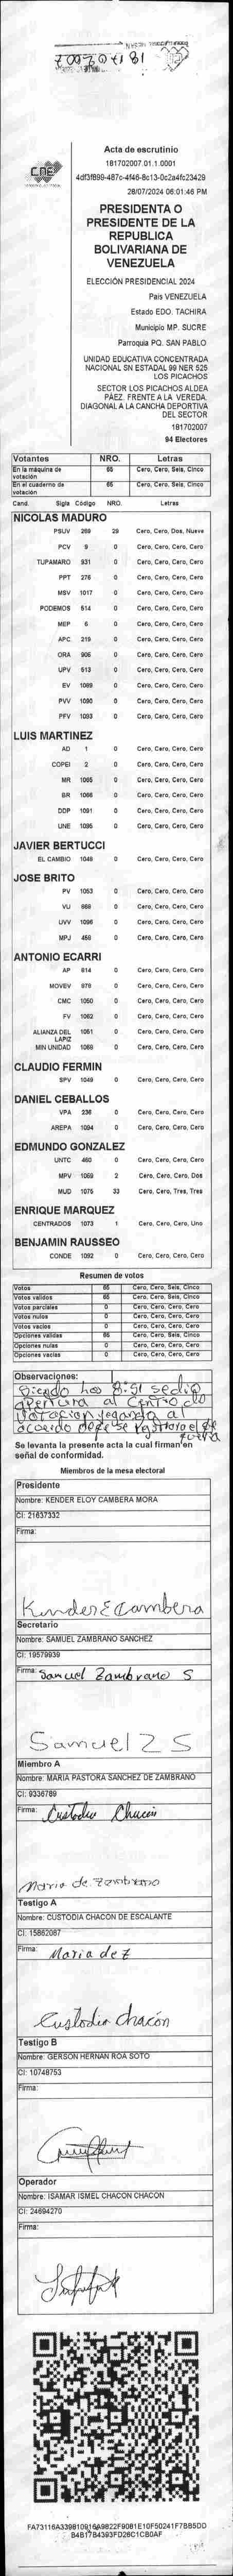 181702007
CNE
Acta de escrutinio
181702007.01.1.0001
4df3f899-487c-4f46-8c13-0c2a4fc23429
28/07/2024 06:01:46 PM
PRESIDENTA O
PRESIDENTE DE LA
REPUBLICA
BOLIVARIANA DE
VENEZUELA
ELECCIÓN PRESIDENCIAL 2024
País VENEZUELA
Estado EDO. TACHIRA
Municipio MP. SUCRE
Parroquia PQ. SAN PABLO
UNIDAD EDUCATIVA CONCENTRADA
NACIONAL SN ESTADAL 99 NER 525
LOS PICACHOS
SECTOR LOS PICACHOS ALDEA
PÁEZ. FRENTE A LA VEREDA.
DIAGONAL A LA CANCHA DEPORTIVA
DEL SECTOR
181702007
94 Electores
Votantes NRO. Letras
En la máquina de votación 65 Cero, Cero, Seis, Cinco
En el cuaderno de votación 65 Cero, Cero, Seis, Cinco
Cand. Sigla Código NRO. Letras
NICOLAS MADURO
PSUV 269 29 Cero, Cero, Dos, Nueve
PCV 9 0 Cero, Cero, Cero, Cero
TUPAMARO 931 0 Cero, Cero, Cero, Cero
PPT 276 0 Cero, Cero, Cero, Cero
MSV 1017 0 Cero, Cero, Cero, Cero
PODEMOS 514 0 Cero, Cero, Cero, Cero
MEP 6 0 Cero, Cero, Cero, Cero
APC 219 0 Cero, Cero, Cero, Cero
ORA 906 0 Cero, Cero, Cero, Cero
UPV 513 0 Cero, Cero, Cero, Cero
EV 1089 0 Cero, Cero, Cero, Cero
PVV 1090 0 Cero, Cero, Cero, Cero
PFV 1093 0 Cero, Cero, Cero, Cero
LUIS MARTINEZ
AD 1 0 Cero, Cero, Cero, Cero
COPEI 2 0 Cero, Cero, Cero, Cero
MR 1065 0 Cero, Cero, Cero, Cero
BR 1066 0 Cero, Cero, Cero, Cero
DDP 1091 0 Cero, Cero, Cero, Cero
UNE 1095 0 Cero, Cero, Cero, Cero
JAVIER BERTUCCI
EL CAMBIO 1048 0 Cero, Cero, Cero, Cero
JOSE BRITO
PV 1053 0 Cero, Cero, Cero, Cero
VU 868 0 Cero, Cero, Cero, Cero
UVV 1096 0 Cero, Cero, Cero, Cero
MPJ 459 0 Cero, Cero, Cero, Cero
ANTONIO ECARRI
AP 814 0 Cero, Cero, Cero, Cero
MOVEV 978 0 Cero, Cero, Cero, Cero
CMC 1050 0 Cero, Cero, Cero, Cero
FV 1062 0 Cero, Cero, Cero, Cero
ALIANZA DEL LAPIZ 1051 0 Cero, Cero, Cero, Cero
MIN UNIDAD 1069 0 Cero, Cero, Cero, Cero
CLAUDIO FERMIN
SPV 1049 0 Cero, Cero, Cero, Cero
DANIEL CEBALLOS
VPA 236 0 Cero, Cero, Cero, Cero
AREPA 1094 0 Cero, Cero, Cero, Cero
EDMUNDO GONZALEZ
UNTC 460 0 Cero, Cero, Cero, Cero
MPV 1069 2 Cero, Cero, Cero, Dos
MUD 1075 33 Cero, Cero, Tres, Tres
ENRIQUE MARQUEZ
CENTRADOS 1073 1 Cero, Cero, Cero, Uno
BENJAMIN RAUSSEO
CONDE 1092 0 Cero, Cero, Cero, Cero
Resumen de votos
Votos 65 Cero, Cero, Seis, Cinco
Votos válidos 65 Cero, Cero, Seis, Cinco
Votos parciales 0 Cero, Cero, Cero, Cero
Votos nulos 0 Cero, Cero, Cero, Cero
Votos vacíos 0 Cero, Cero, Cero, Cero
Opciones válidas 65 Cero, Cero, Seis, Cinco
Opciones nulas 0 Cero, Cero, Cero, Cero
Opciones vacías 0 Cero, Cero, Cero, Cero
Observaciones:
Siendo las 8:51 se dio
apertura al Centro de
Votacion llegando al
acuerdo
Se levanta la presente acta la cual firman en
señal de conformidad.
Miembros de la mesa electoral
Presidente
Nombre: KENDER ELOY CAMBERA MORA
CI: 21637332
Firma:
Kender E Cambera
Secretario
Nombre: SAMUEL ZAMBRANO SANCHEZ
CI: 19579939
Firma: Samuel Zambrano S
Samuel Z S
Miembro A
Nombre: MARIA PASTORA SANCHEZ DE ZAMBRANO
CI: 9336789
Firma: Custodia Chacón
Maria de Zambrano
Testigo A
Nombre: CUSTODIA CHACON DE ESCALANTE
CI: 15862087
Firma: Maria de Z
Custodia Chacón
Testigo B
Nombre: GERSON HERNAN ROA SOTO
CI: 10748753
Firma:
Operador
Nombre: ISAMAR ISMEL CHACON CHACON
CI: 24694270
Firma:
FA73116A339810916A9822F9081E10F50241F7BB5DD
B4B1784393FD26C1CB0AF